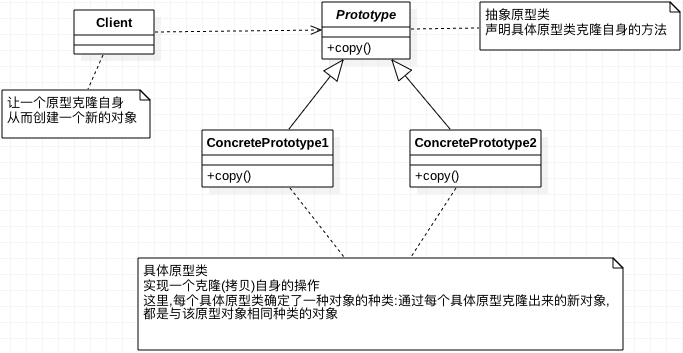 Client
Prototype
+copy()
抽象原型类
声明具体原型类克隆自身的方法
让一个原型克隆自身
从而创建一个新的对象
ConcretePrototype1
+copy()
ConcretePrototype2
+copy()
具体原型类
实现一个克隆(拷贝)自身的操作
这里,每个具体原型类确定了一种对象的种类:通过每个具体原型克隆出来的新对象,
都是与该原型对象相同种类的对象